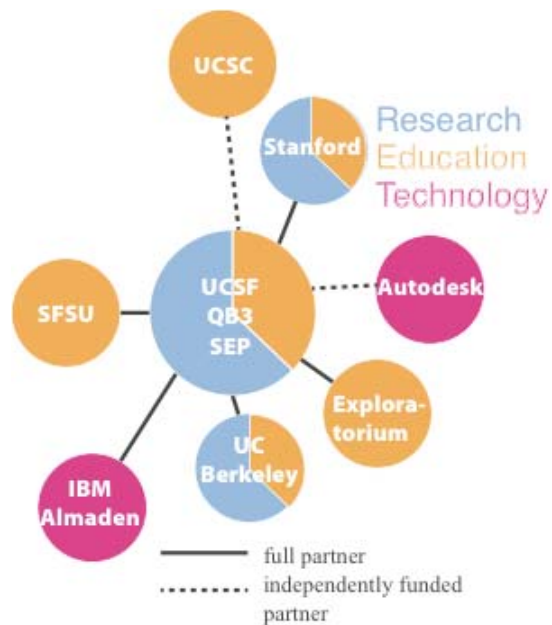 UCSC
Stanford
Research
Education
Technology
UCSF
QB3
SEP
Autodesk
SFSU
Explora-
torium
UC
Berkeley
IBM
Almaden
full partner
independently funded
partner